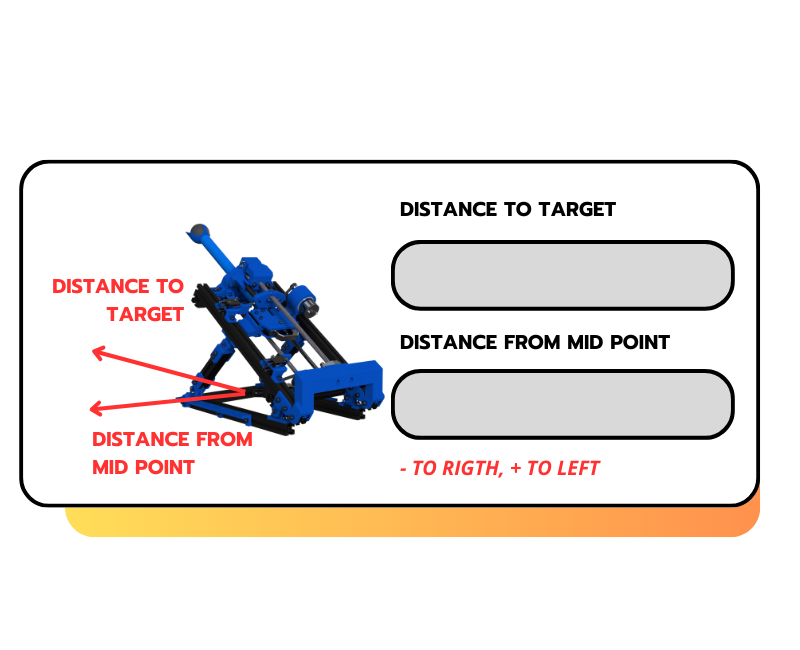 DISTANCE TO TARGET
DISTANCE TO
TARGET
DISTANCE FROM MID POINT
DISTANCE FROM
MID POINT
- TO RIGTH, + TO LEFT